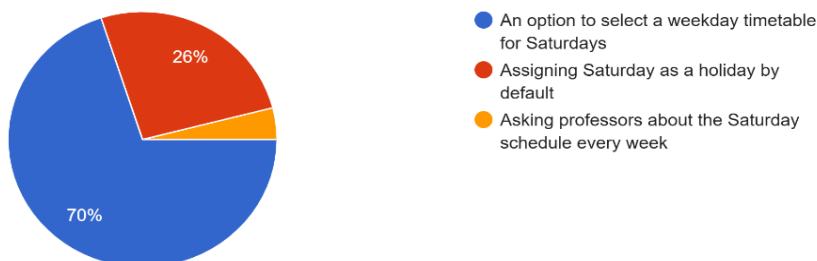 26%
70%
An option to select a weekday timetable
for Saturdays
Assigning Saturday as a holiday by
default
Asking professors about the Saturday
schedule every week